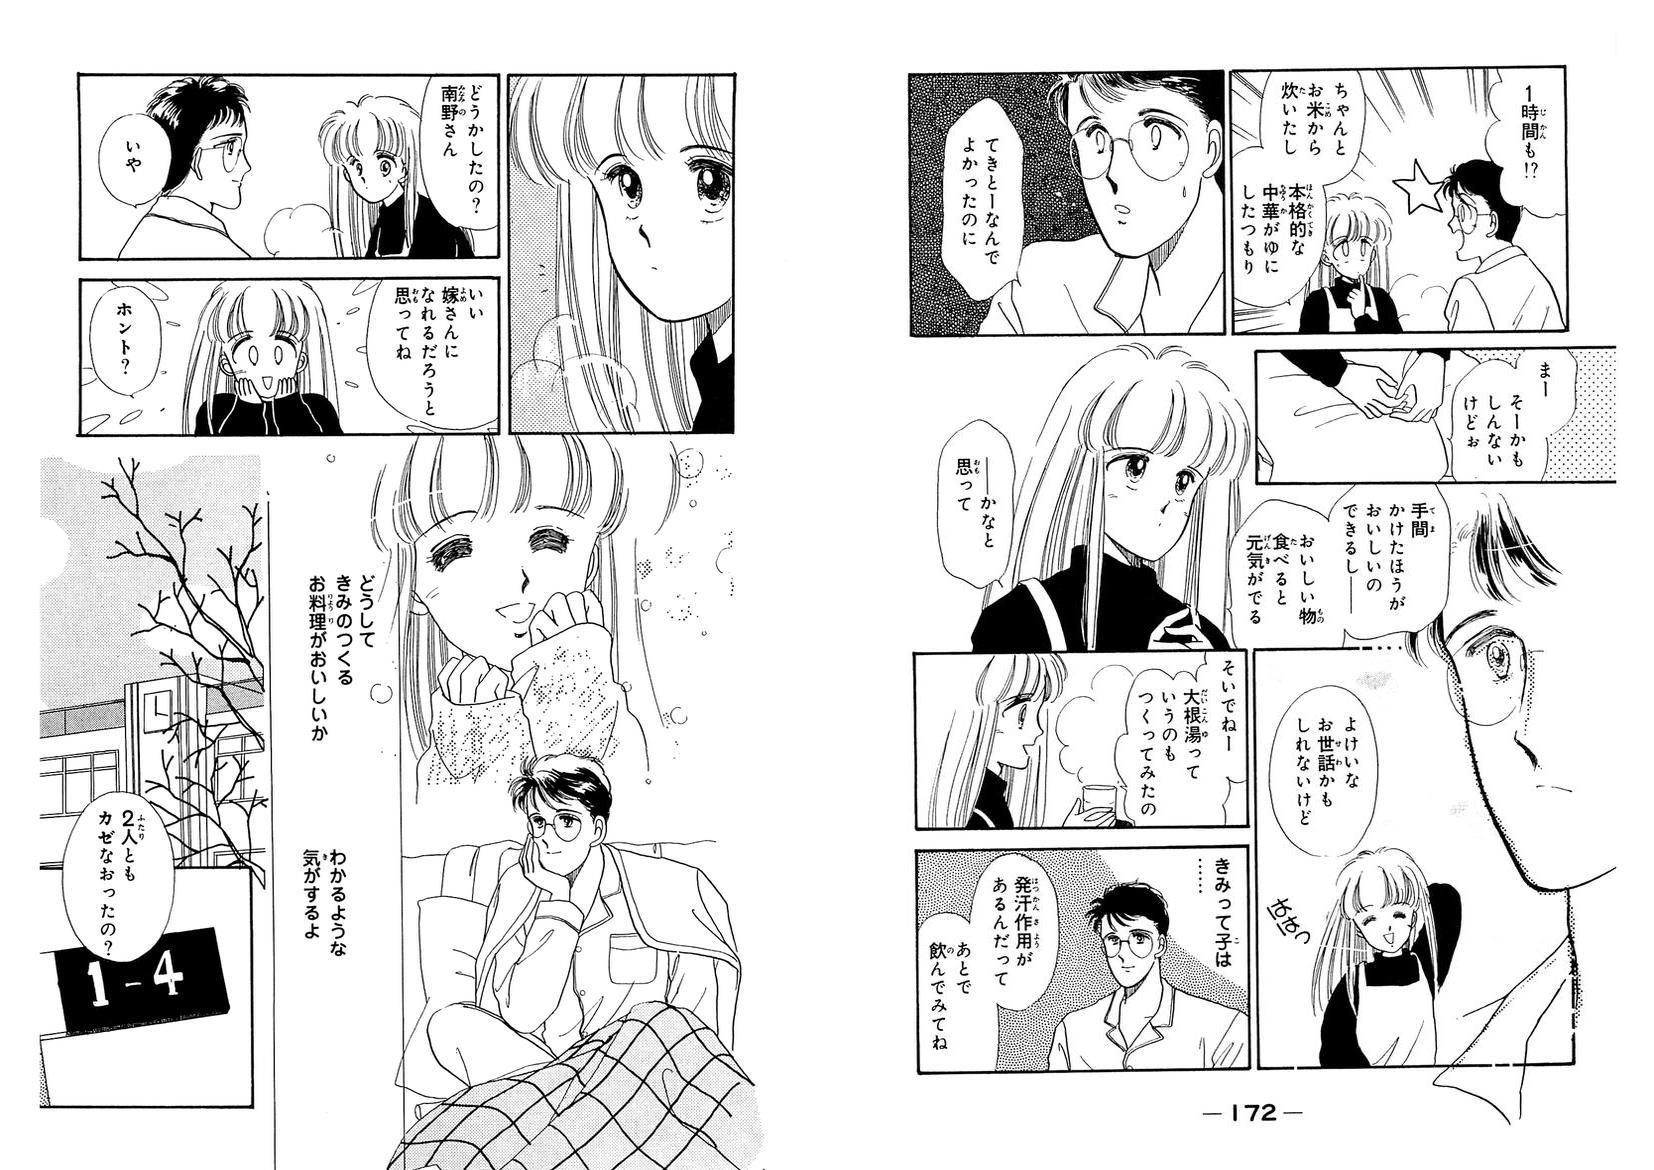 1時間も!?
ちゃんと
お米から
炊いたし
本格的な
中華がゆに
したつもり
てきとーなんで
よかったのに
まー
そーかも
しんない
けどぉ
手間
かけたほうが
おいしいの
できるし——
おいしい物
食べると
元気がでる
——かなと
思って
よけいな
お世話かも
しれないけど
ははっ
そいでねー
大根湯って
いうのも
つくってみたの
きみって子は
……
発汗作用が
あるんだって
あとで
飲んでみてね
— 172 —
どうかしたの?
南野さん
いや
いい
嫁さんに
なれるだろうと
思ってね
ホント?
どうして
きみのつくる
お料理がおいしいか
わかるような
気がするよ
2人とも
カゼなおったの?
1-4